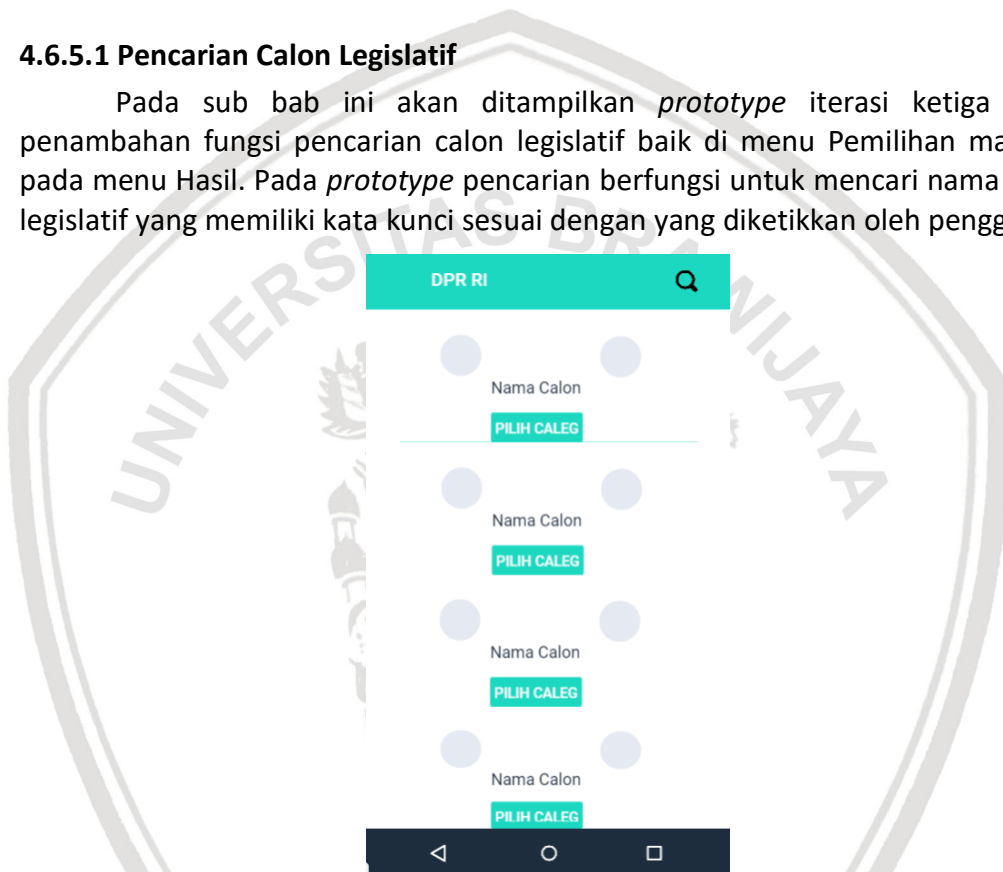 4.6.5.1 Pencarian Calon Legislatif
Pada sub bab ini akan ditampilkan prototype iterasi ketiga
penambahan fungsi pencarian calon legislatif baik di menu Pemilihan
pada menu Hasil. Pada prototype pencarian berfungsi untuk mencari nama
legislatif yang memiliki kata kunci sesuai dengan yang diketikkan oleh
DPR RI
Nama Calon
PILIH CALEG
Nama Calon
PILIH CALEG
Nama Calon
PILIH CALEG
Nama Calon
PILIH CALEG
UNIVERSITAS BRAWIJAYA